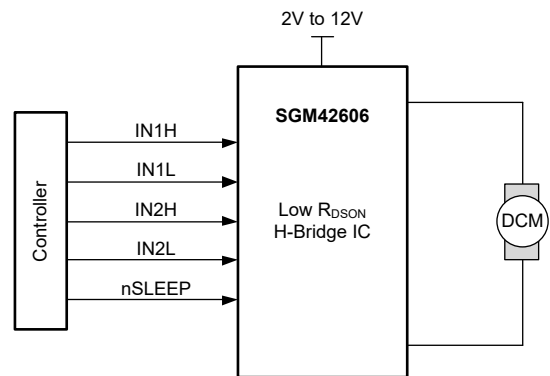 2V to 12V
SGM42606
Controller
IN1H
IN1L
IN2H
IN2L
nSLEEP
Low RDSON
H-Bridge IC
DCM